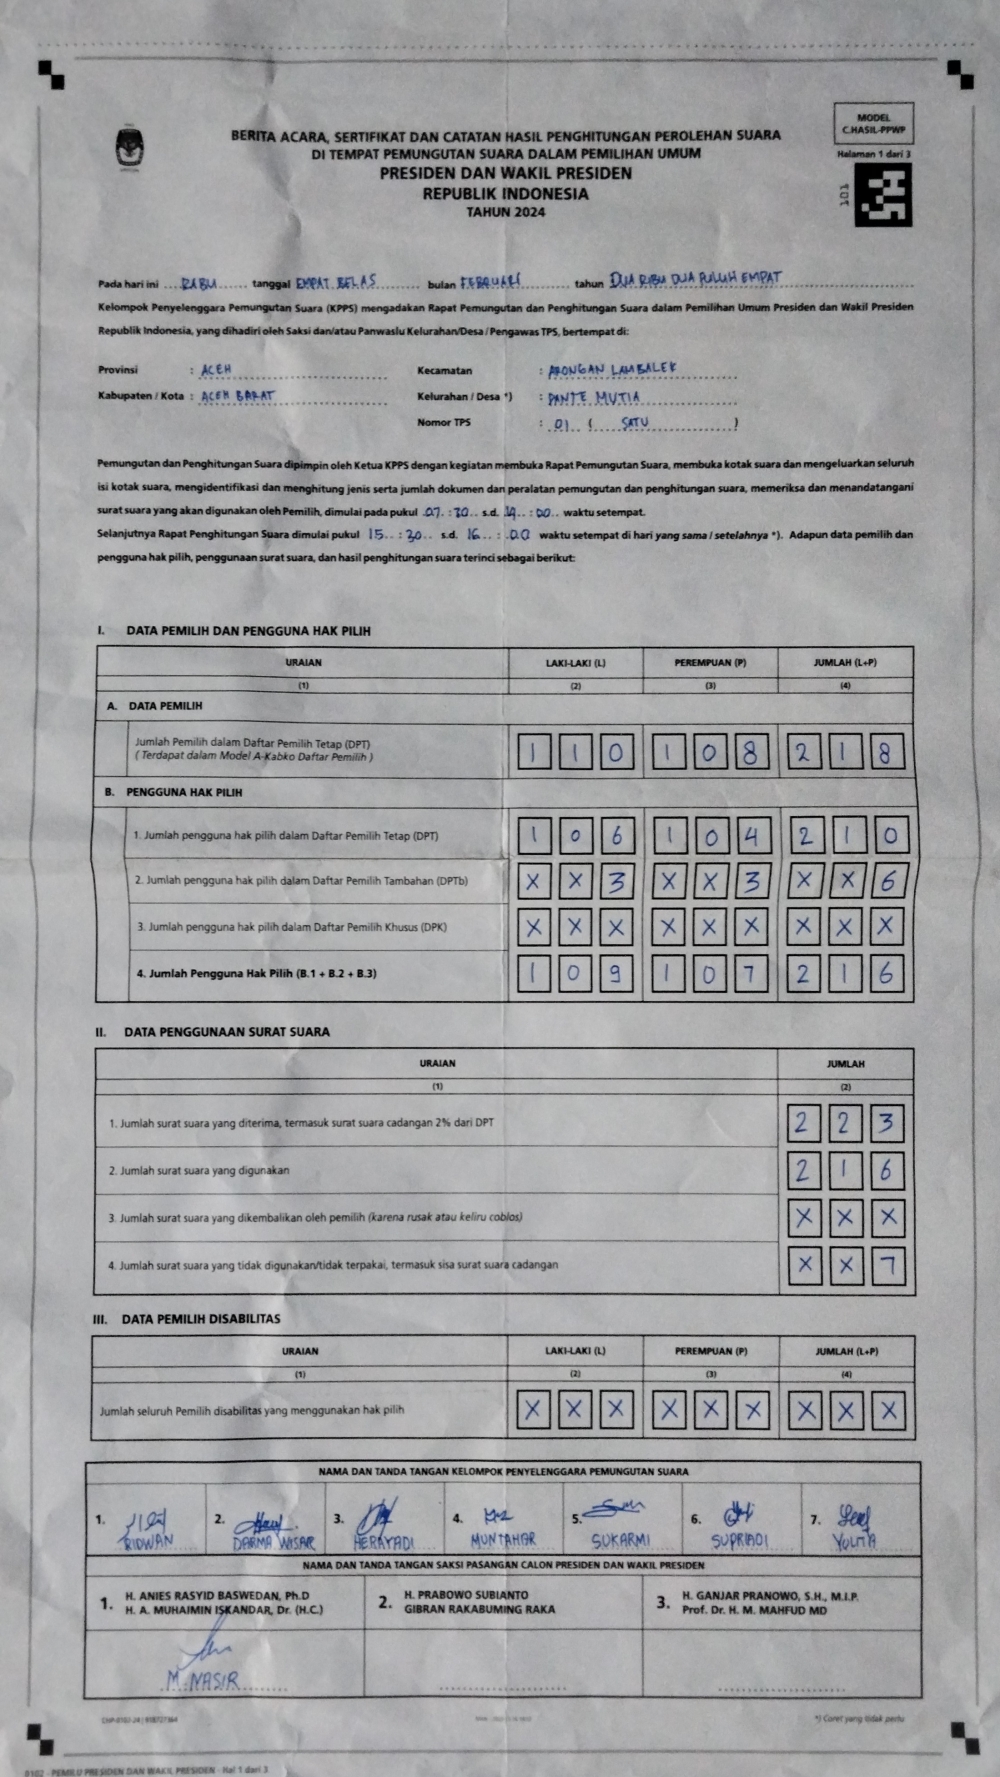 MODEL
C.HASIL-PPWP
Halaman 1 dari 3
101
BERITA ACARA, SERTIFIKAT DAN CATATAN HASIL PENGHITUNGAN PEROLEHAN SUARA
DI TEMPAT PEMUNGUTAN SUARA DALAM PEMILIHAN UMUM
PRESIDEN DAN WAKIL PRESIDEN
REPUBLIK INDONESIA
TAHUN 2024
Pada hari ini RABU tanggal EMPAT BELAS bulan FEBRUARI tahun DUA RIBU DUA PULUH EMPAT
Kelompok Penyelenggara Pemungutan Suara (KPPS) mengadakan Rapat Pemungutan dan Penghitungan Suara dalam Pemilihan Umum Presiden dan Wakil Presiden
Republik Indonesia, yang dihadiri oleh Saksi dan/atau Panwaslu Kelurahan/Desa / Pengawas TPS, bertempat di:
Provinsi : ACEH Kecamatan : ARONGAN LAMBALEK
Kabupaten / Kota : ACEH BARAT Kelurahan / Desa *) : PANTE MUTIA
Nomor TPS : 01 ( SATU )
Pemungutan dan Penghitungan Suara dipimpin oleh Ketua KPPS dengan kegiatan membuka Rapat Pemungutan Suara, membuka kotak suara dan mengeluarkan seluruh
isi kotak suara, mengidentifikasi dan menghitung jenis serta jumlah dokumen dan peralatan pemungutan dan penghitungan suara, memeriksa dan menandatangani
surat suara yang akan digunakan oleh Pemilih, dimulai pada pukul 07 : 30 s.d. 14 : 00 waktu setempat.
Selanjutnya Rapat Penghitungan Suara dimulai pukul 15 : 30 s.d. 16 : 00 waktu setempat di hari yang sama / setelahnya *). Adapun data pemilih dan
pengguna hak pilih, penggunaan surat suara, dan hasil penghitungan suara terinci sebagai berikut:
I. DATA PEMILIH DAN PENGGUNA HAK PILIH
URAIAN LAKI-LAKI (L) PEREMPUAN (P) JUMLAH (L+P)
(1) (2) (3) (4)
A. DATA PEMILIH
Jumlah Pemilih dalam Daftar Pemilih Tetap (DPT)
( Terdapat dalam Model A-Kabko Daftar Pemilih ) 1 1 0 1 0 8 2 1 8
B. PENGGUNA HAK PILIH
1. Jumlah pengguna hak pilih dalam Daftar Pemilih Tetap (DPT) 1 0 6 1 0 4 2 1 0
2. Jumlah pengguna hak pilih dalam Daftar Pemilih Tambahan (DPTb) X X 3 X X 3 X X 6
3. Jumlah pengguna hak pilih dalam Daftar Pemilih Khusus (DPK) X X X X X X X X X
4. Jumlah Pengguna Hak Pilih (B.1 + B.2 + B.3) 1 0 9 1 0 7 2 1 6
II. DATA PENGGUNAAN SURAT SUARA
URAIAN JUMLAH
(1) (2)
1. Jumlah surat suara yang diterima, termasuk surat suara cadangan 2% dari DPT 2 2 3
2. Jumlah surat suara yang digunakan 2 1 6
3. Jumlah surat suara yang dikembalikan oleh pemilih (karena rusak atau keliru coblos) X X X
4. Jumlah surat suara yang tidak digunakan/tidak terpakai, termasuk sisa surat suara cadangan X X 7
III. DATA PEMILIH DISABILITAS
URAIAN LAKI-LAKI (L) PEREMPUAN (P) JUMLAH (L+P)
(1) (2) (3) (4)
Jumlah seluruh Pemilih disabilitas yang menggunakan hak pilih X X X X X X X X X
NAMA DAN TANDA TANGAN KELOMPOK PENYELENGGARA PEMUNGUTAN SUARA
1. 2. 3. 4. 5. 6. 7.
RIDWAN DARMA WISAR HERAYADI MUNTAHAR SUKARMI SUPRIADI YOLITA
NAMA DAN TANDA TANGAN SAKSI PASANGAN CALON PRESIDEN DAN WAKIL PRESIDEN
1. H. ANIES RASYID BASWEDAN, Ph.D
H. A. MUHAIMIN ISKANDAR, Dr. (H.C.)
2. H. PRABOWO SUBIANTO
GIBRAN RAKABUMING RAKA
3. H. GANJAR PRANOWO, S.H., M.I.P.
Prof. Dr. H. M. MAHFUD MD
M. NASIR
*) Coret yang tidak perlu
0102 - PEMILU PRESIDEN DAN WAKIL PRESIDEN - Hal 1 dari 3